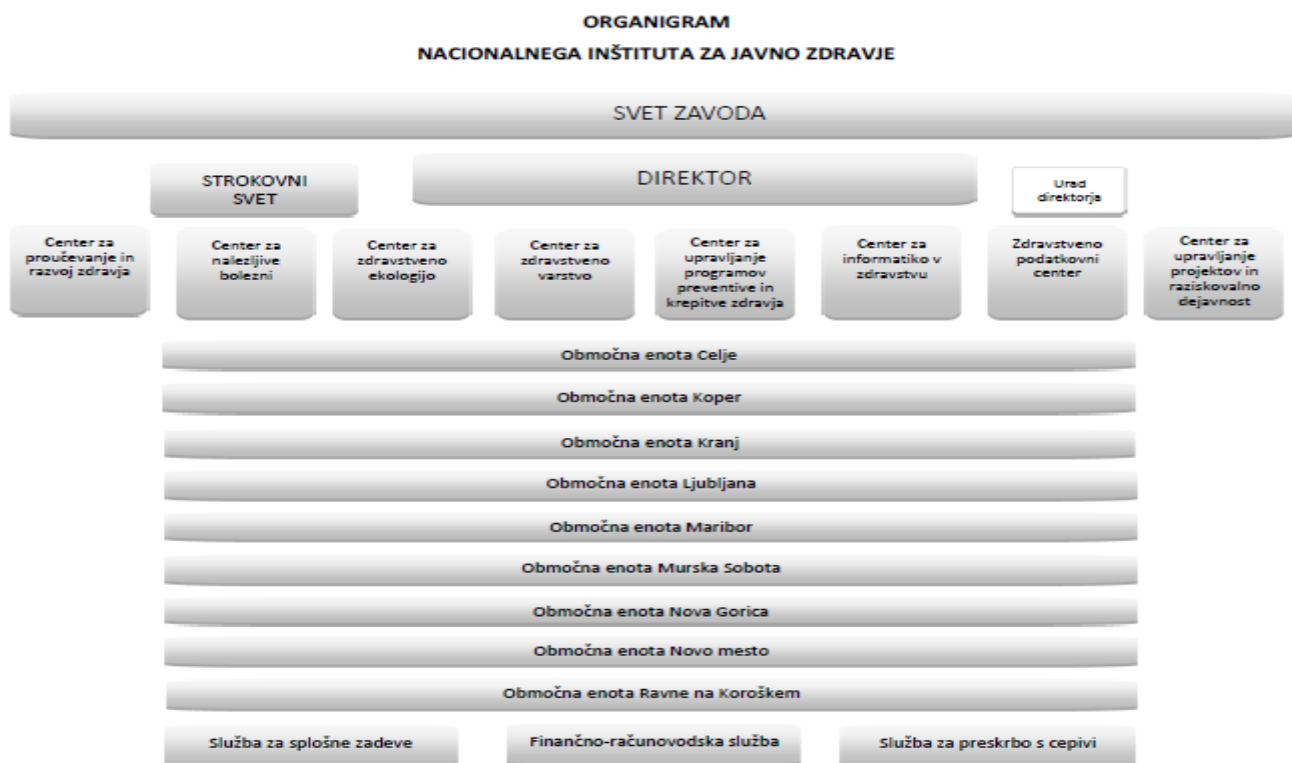 ORGANIGRAM
NACIONALNEGA INŠTITUTA ZA JAVNO ZDRAVJE
SVET ZAVODA
STROKOVNI
SVET
DIREKTOR
Urad
direktorja
Center za
proučevanje in
razvoj zdravja
Center za
nalezljive
bolezni
Center za
zdravstveno
ekologijo
Center za
zdravstveno
varstvo
Center za
upravljanje
programov
preventive in
krepitve zdravja
Center za
informatiko v
zdravstvu
Zdravstveno
podatkovni
center
Center za
upravljanje
projektov in
raziskovalno
dejavnost
Območna enota Celje
Območna enota Koper
Območna enota Kranj
Območna enota Ljubljana
Območna enota Maribor
Območna enota Murska Sobota
Območna enota Nova Gorica
Območna enota Novo mesto
Območna enota Ravne na Koroškem
Služba za splošne zadeve
Finančno-računovodska služba
Služba za preskrbo s cepivi